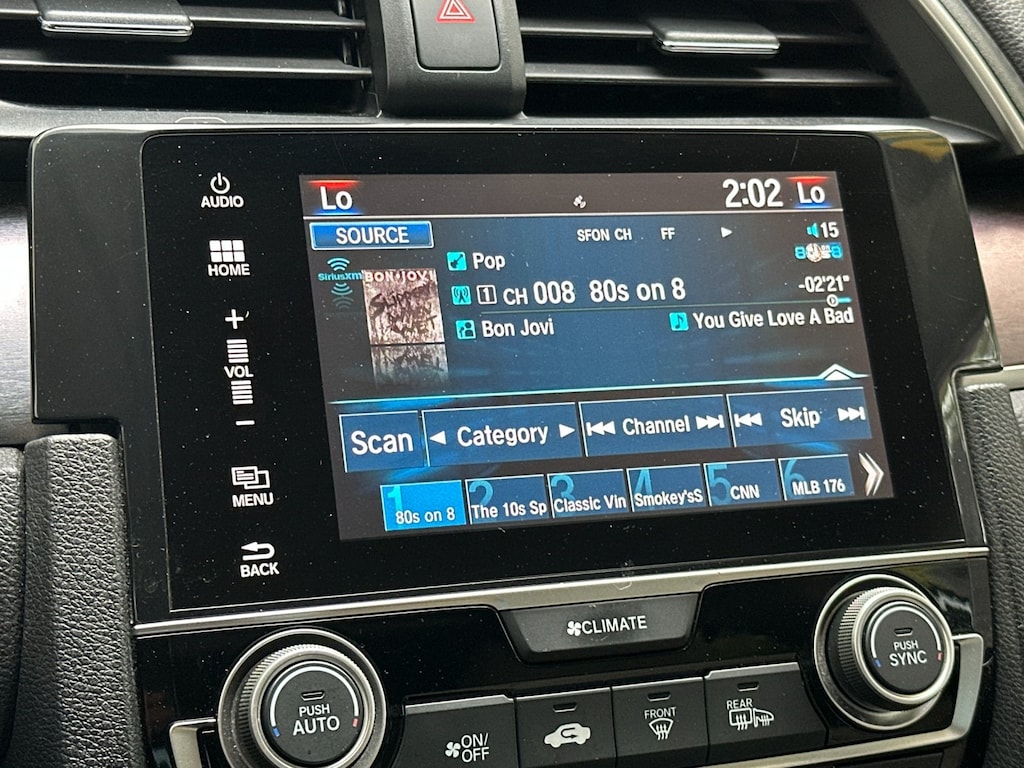 AUDIO
HOME
+
VOL
−
MENU
BACK
Lo
2:02 Lo
SOURCE
SFON CH FF
15
SiriusXM
Pop
1 CH 008 80s on 8
-02'21"
BON JOVI
Bon Jovi
You Give Love A Bad
Scan
Category
Channel
Skip
1 80s on 8
2 The 10s Sp
3 Classic Vin
4 Smokey'sS
5 CNN
6 MLB 176
CLIMATE
PUSH
AUTO
ON/
OFF
FRONT
REAR
PUSH
SYNC